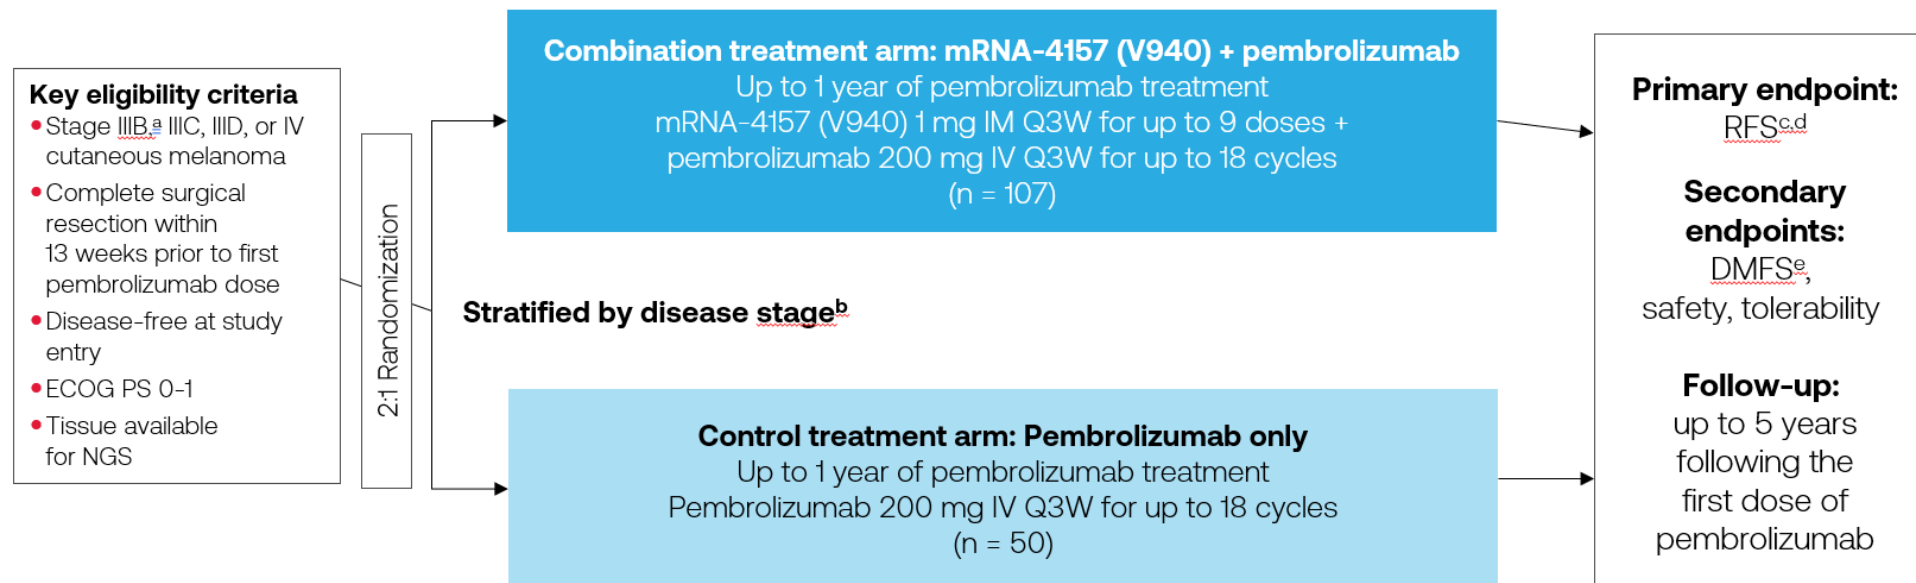 Key eligibility criteria
• Stage IIIB,a IIIC, IIID, or IV
cutaneous melanoma
• Complete surgical
resection within
13 weeks prior to first
pembrolizumab dose
• Disease-free at study
entry
• ECOG PS 0-1
• Tissue available
for NGS
2:1 Randomization
Combination treatment arm: mRNA-4157 (V940) + pembrolizumab
Up to 1 year of pembrolizumab treatment
mRNA-4157 (V940) 1 mg IM Q3W for up to 9 doses +
pembrolizumab 200 mg IV Q3W for up to 18 cycles
(n = 107)
Stratified by disease stageb
Control treatment arm: Pembrolizumab only
Up to 1 year of pembrolizumab treatment
Pembrolizumab 200 mg IV Q3W for up to 18 cycles
(n = 50)
Primary endpoint:
RFSc,d
Secondary
endpoints:
DMFSe,
safety, tolerability
Follow-up:
up to 5 years
following the
first dose of
pembrolizumab